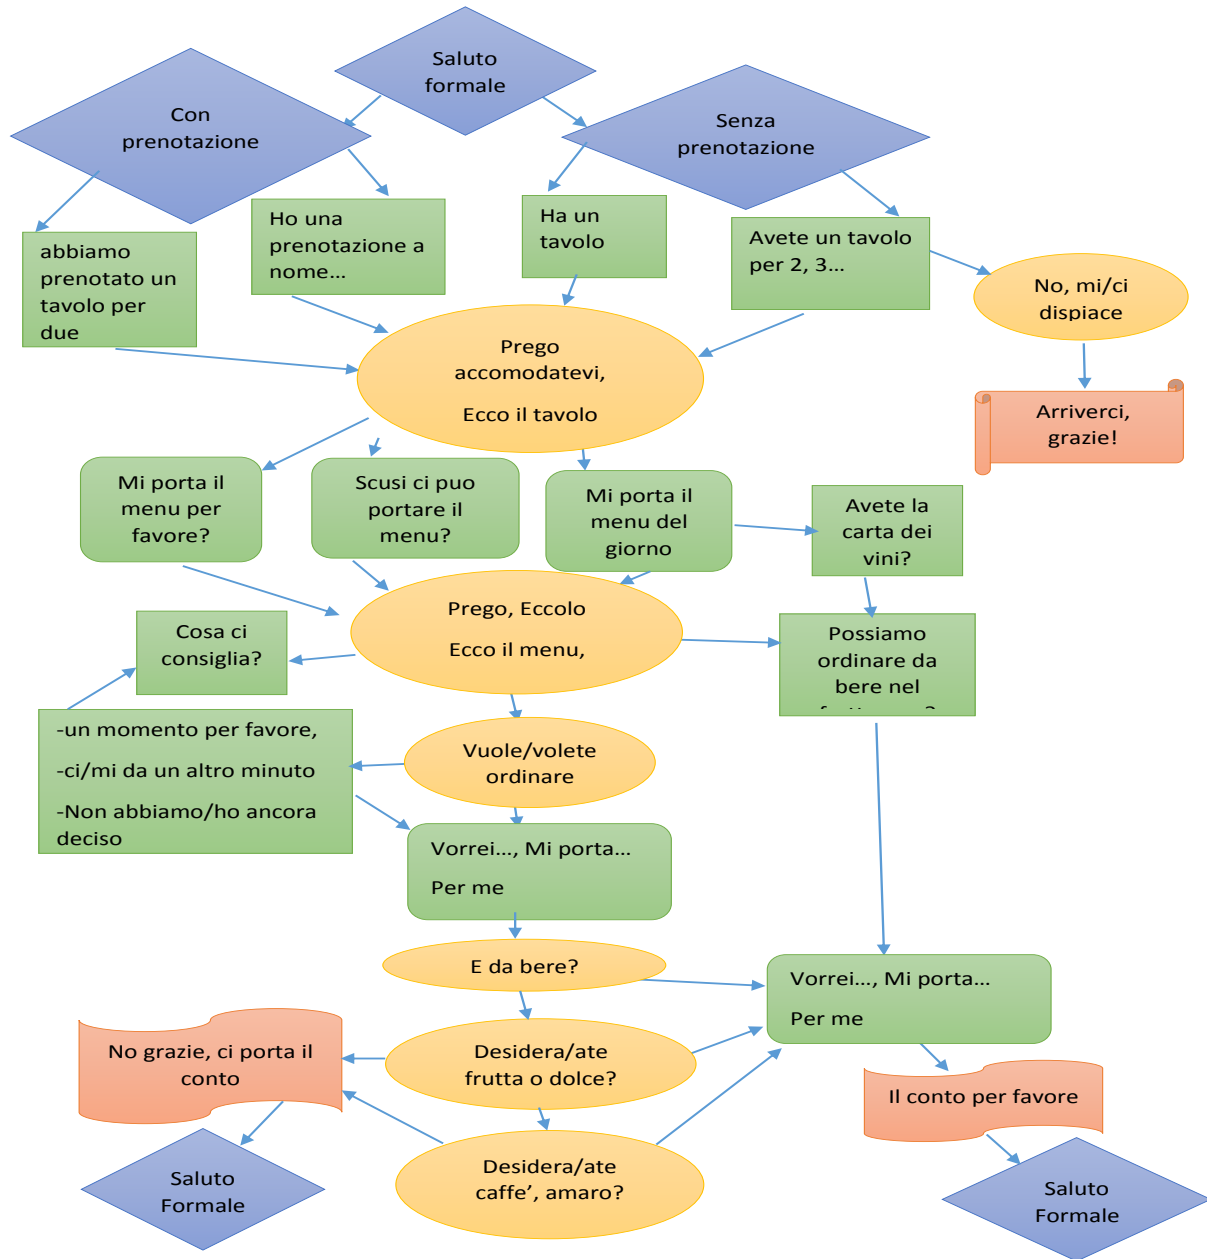 Saluto
formale
Con
prenotazione
Senza
prenotazione
abbiamo
prenotato un
tavolo per
due
Ho una
prenotazione a
nome...
Ha un
tavolo
Avete un tavolo
per 2, 3...
No, mi/ci
dispiace
Prego
accomodatevi,
Ecco il tavolo
Arriverci,
grazie!
Mi porta il
menu per
favore?
Scusi ci puo
portare il
menu?
Mi porta il
menu del
giorno
Avete la
carta dei
vini?
Prego, Eccolo
Ecco il menu,
Cosa ci
consiglia?
Possiamo
ordinare da
bere nel
-un momento per favore,
-ci/mi da un altro minuto
-Non abbiamo/ho ancora
deciso
Vuole/volete
ordinare
Vorrei..., Mi porta...
Per me
E da bere?
Vorrei..., Mi porta...
Per me
No grazie, ci porta il
conto
Desidera/ate
frutta o dolce?
Il conto per favore
Saluto
Formale
Desidera/ate
caffe’, amaro?
Saluto
Formale